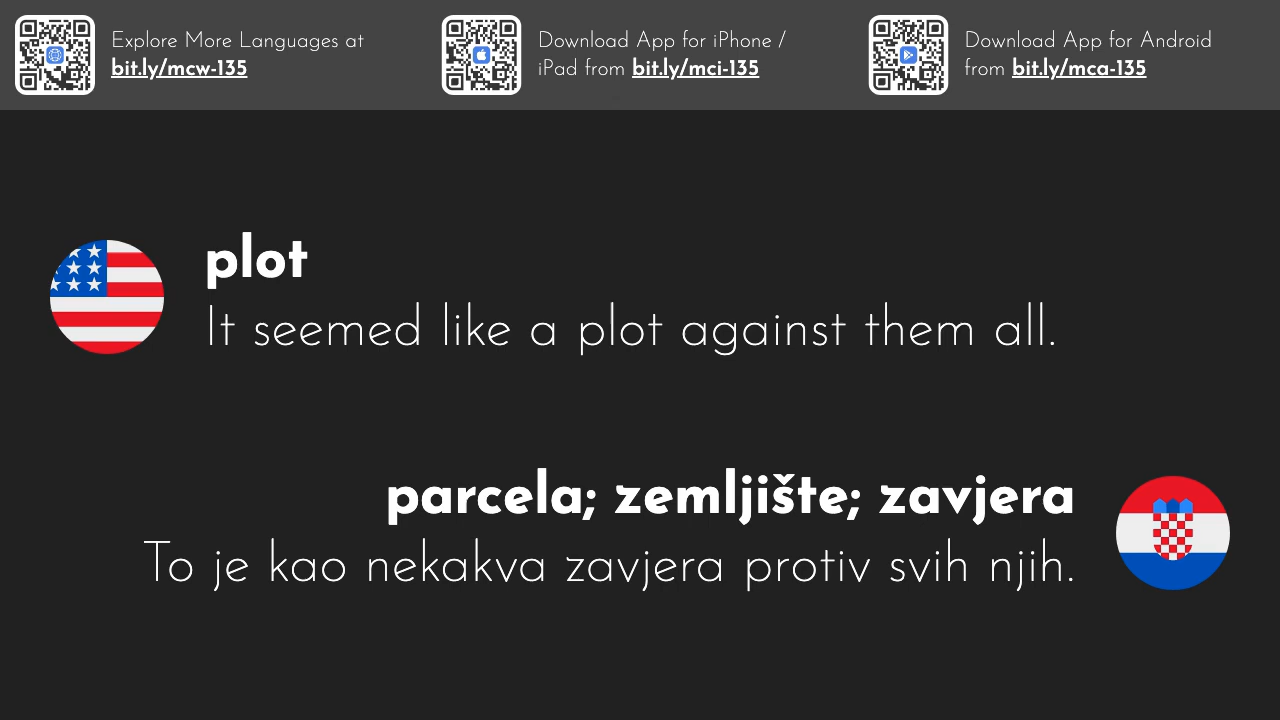 Explore More Languages at
bit.ly/mcw-135
Download App for iPhone /
iPad from bit.ly/mci-135
Download App for Android
from bit.ly/mca-135
plot
It seemed like a plot against them all.
parcela; zemljište; zavjera
To je kao nekakva zavjera protiv svih njih.